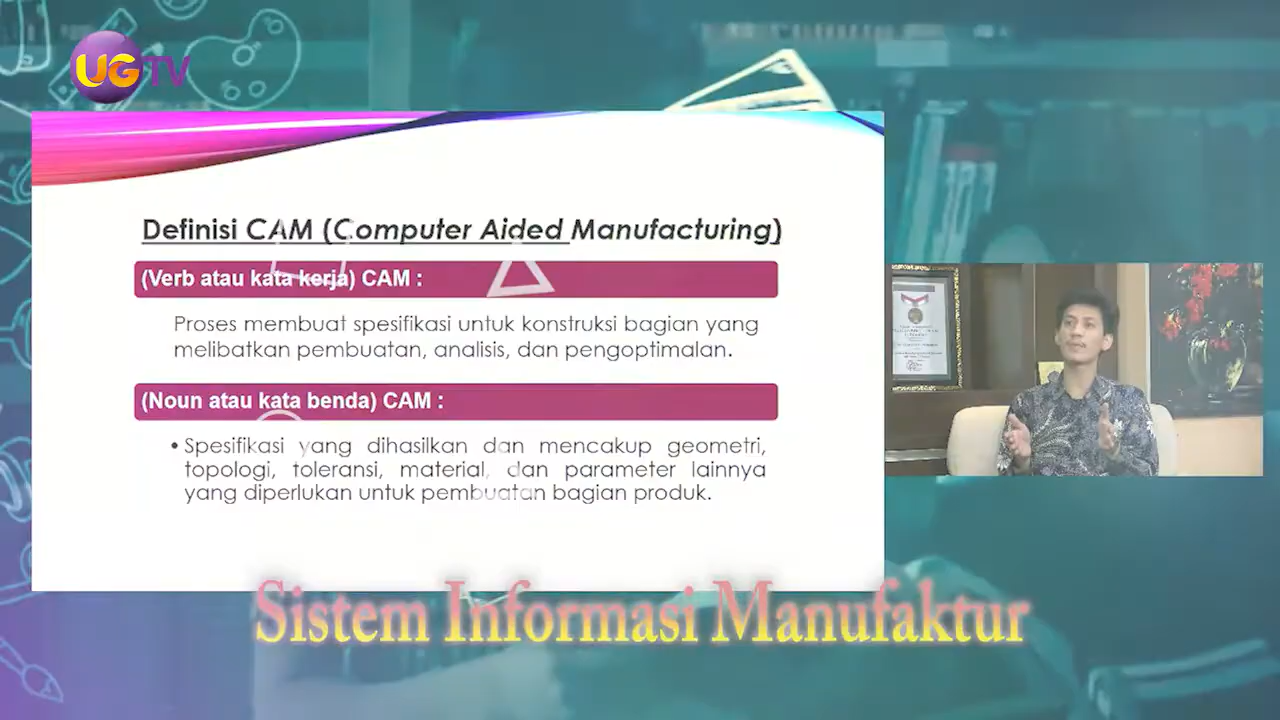 UGTV
Definisi CAM (Computer Aided Manufacturing)
(Verb atau kata kerja) CAM :
Proses membuat spesifikasi untuk konstruksi bagian yang
melibatkan pembuatan, analisis, dan pengoptimalan.
(Noun atau kata benda) CAM :
• Spesifikasi yang dihasilkan dan mencakup geometri,
topologi, toleransi, material, dan parameter lainnya
yang diperlukan untuk pembuatan bagian produk.
Sistem Informasi Manufaktur